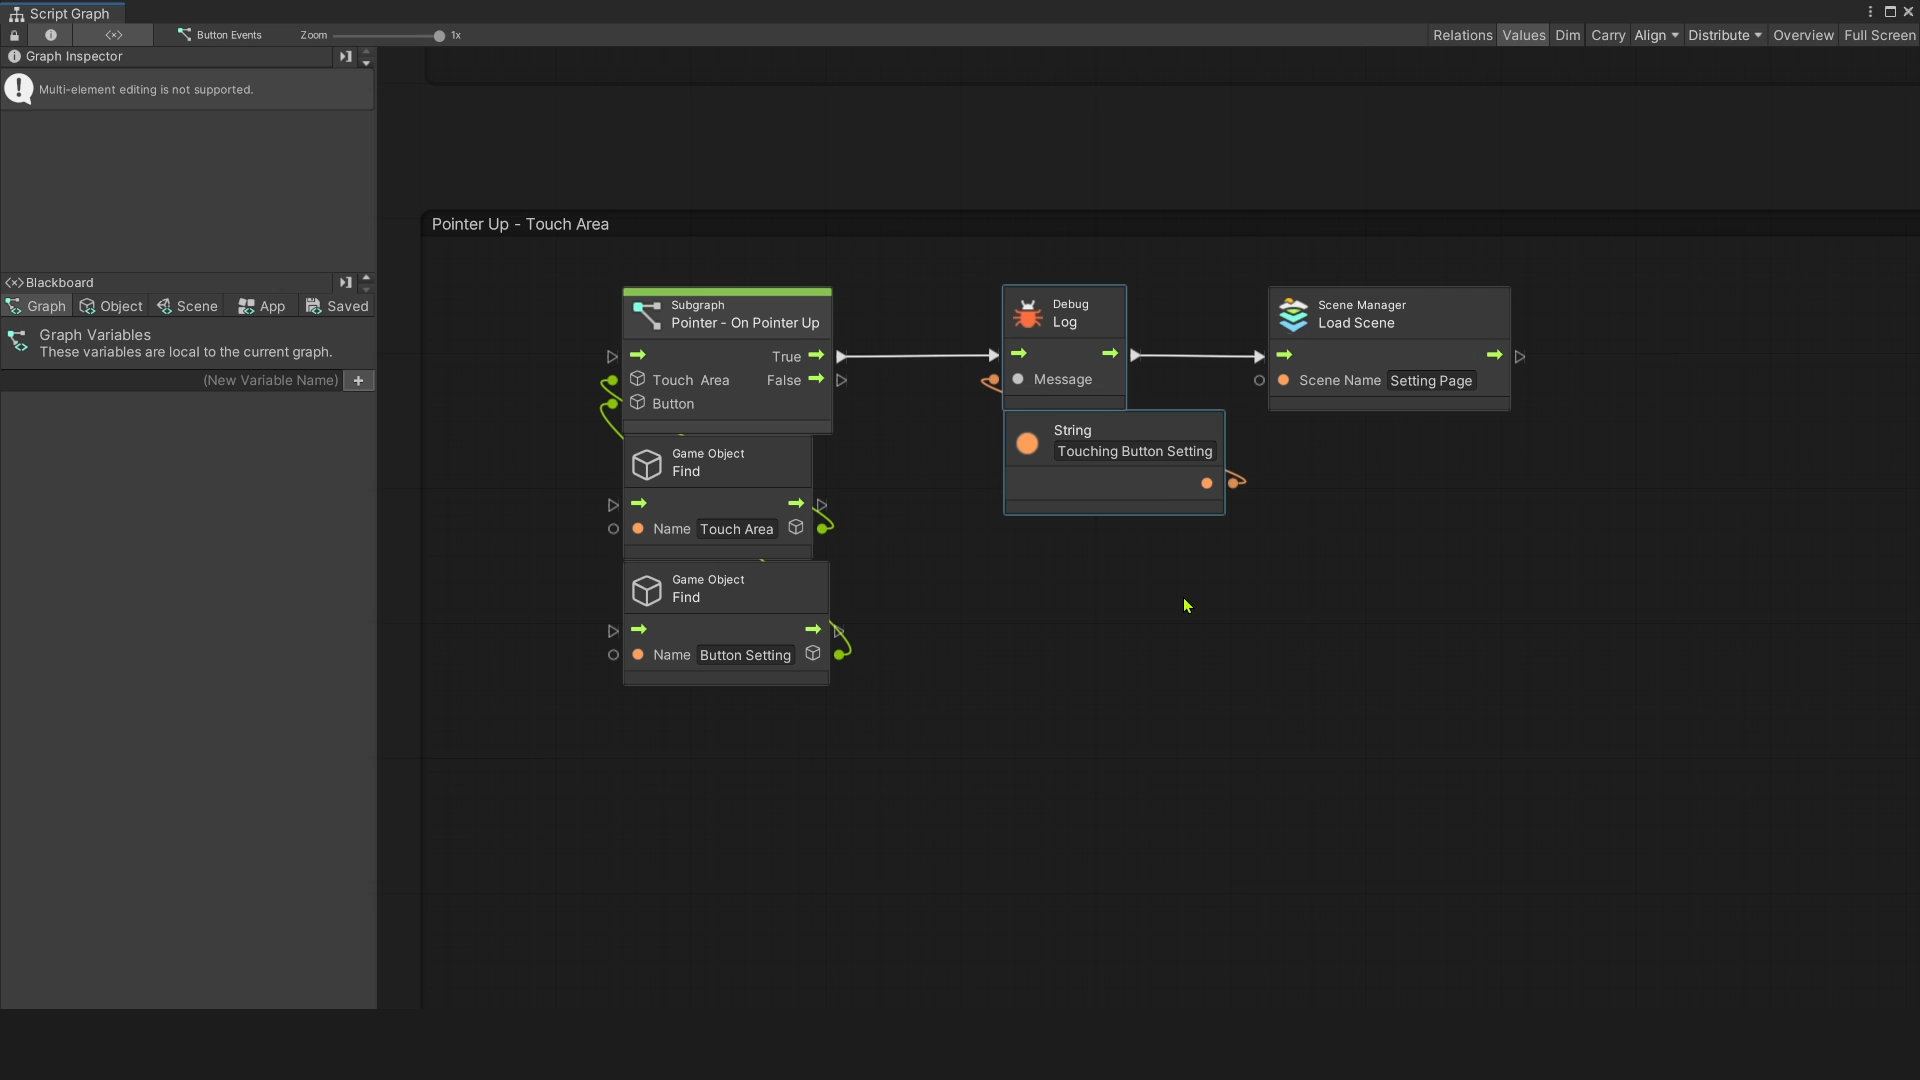 Script Graph
Button Events
Zoom
1x
Relations
Values
Dim
Carry
Align
Distribute
Overview
Full Screen
Graph Inspector
Multi-element editing is not supported.
<x> Blackboard
Graph
Object
Scene
App
Saved
Graph Variables
These variables are local to the current graph.
(New Variable Name)
+
Pointer Up - Touch Area
Subgraph
Pointer - On Pointer Up
True
Touch Area
False
Button
Game Object
Find
Name
Touch Area
Game Object
Find
Name
Button Setting
Debug
Log
Message
String
Touching Button Setting
Scene Manager
Load Scene
Scene Name
Setting Page